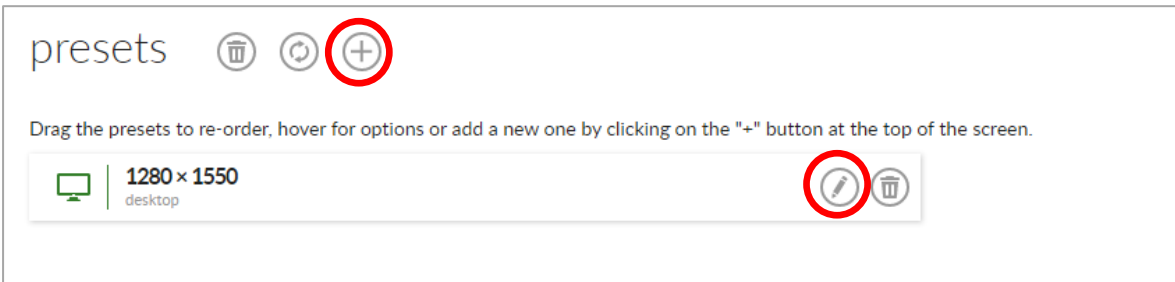 presets
Drag the presets to re-order, hover for options or add a new one by clicking on the "+" button at the top of the screen.
1280 × 1550
desktop